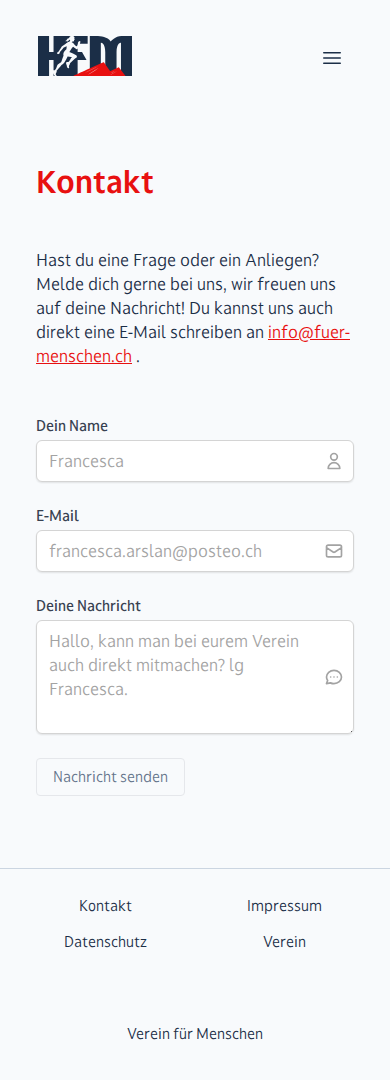 HFM
Kontakt
Hast du eine Frage oder ein Anliegen?
Melde dich gerne bei uns, wir freuen uns
auf deine Nachricht! Du kannst uns auch
direkt eine E-Mail schreiben an info@fuer-
menschen.ch .
Dein Name
Francesca
E-Mail
francesca.arslan@posteo.ch
Deine Nachricht
Hallo, kann man bei eurem Verein
auch direkt mitmachen? lg
Francesca.
Nachricht senden
Kontakt Impressum
Datenschutz Verein
Verein für Menschen